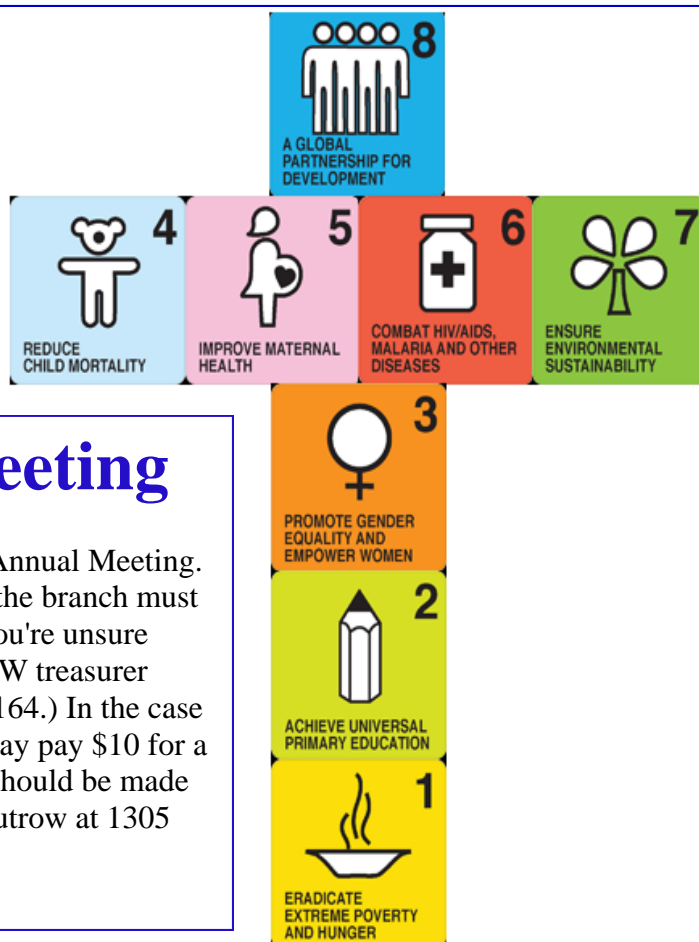 8
A GLOBAL
PARTNERSHIP FOR
DEVELOPMENT
4
REDUCE
CHILD MORTALITY
5
IMPROVE MATERNAL
HEALTH
6
COMBAT HIV/AIDS,
MALARIA AND OTHER
DISEASES
7
ENSURE
ENVIRONMENTAL
SUSTAINABILITY
3
PROMOTE GENDER
EQUALITY AND
EMPOWER WOMEN
2
ACHIEVE UNIVERSAL
PRIMARY EDUCATION
1
ERADICATE
EXTREME POVERTY
AND HUNGER
eeting
Annual Meeting.
the branch must
ou're unsure
W treasurer
164.) In the case
ay pay $10 for a
should be made
utrow at 1305